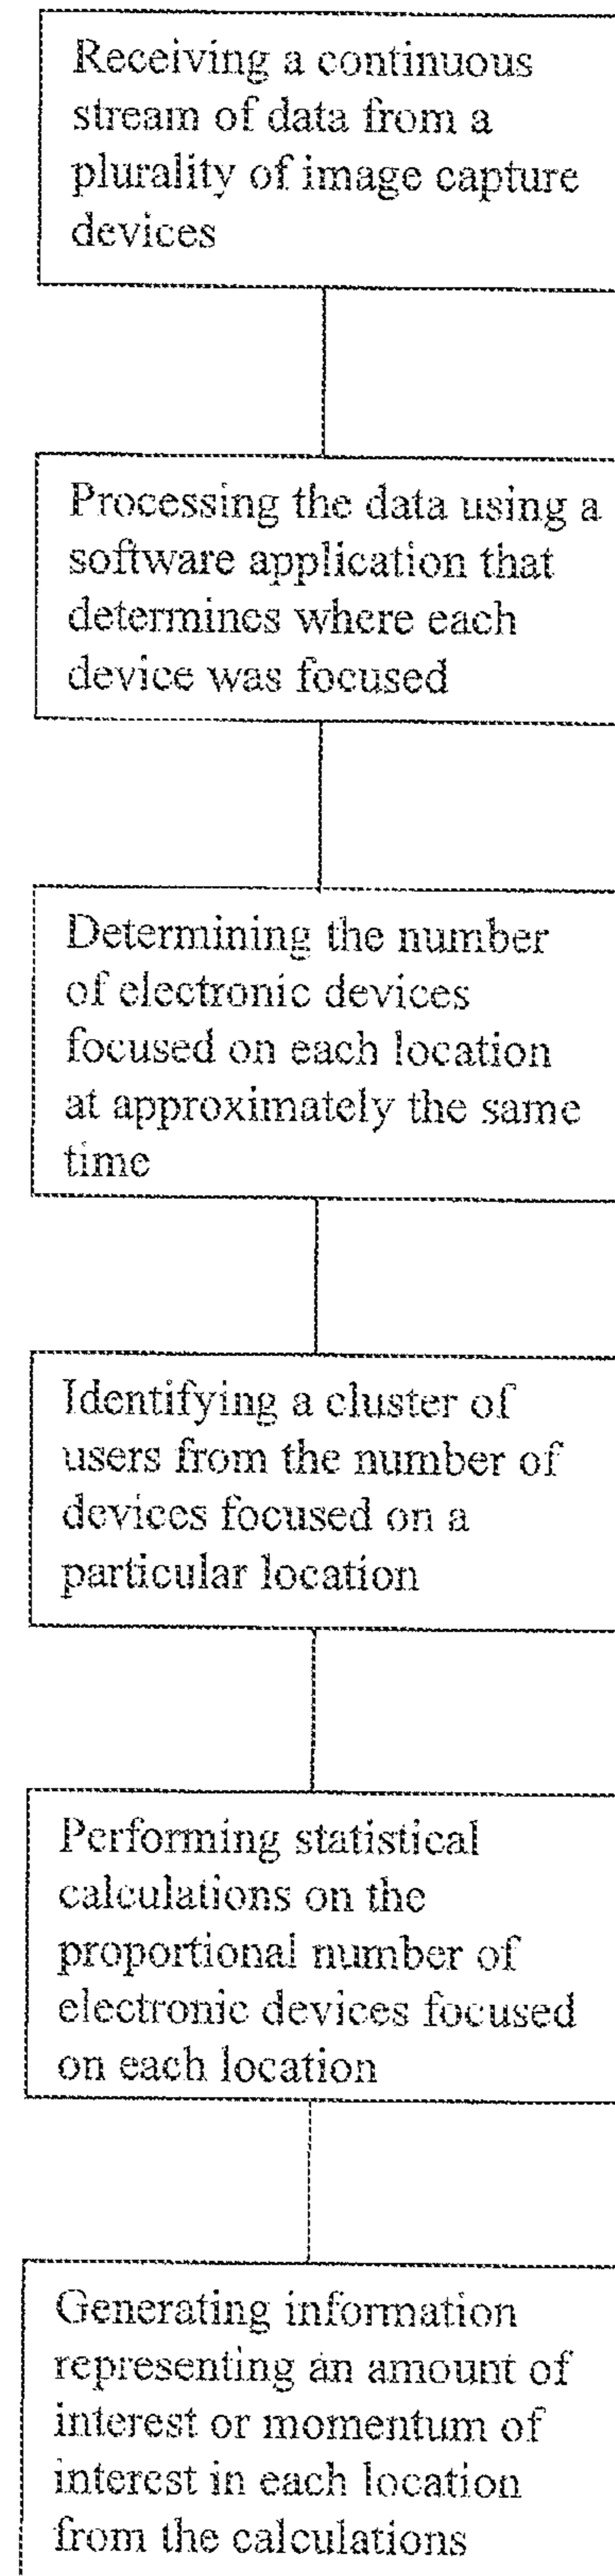 Receiving a continuous
stream of data from a
plurality of image capture
devices
Processing the data using a
software application that
determines where each
device was focused
Determining the number
of electronic devices
focused on each location
at approximately the same
time
Identifying a cluster of
users from the number of
devices focused on a
particular location
Performing statistical
calculations on the
proportional number of
electronic devices focused
on each location
Generating information
representing an amount of
interest or momentum of
interest in each location
from the calculations